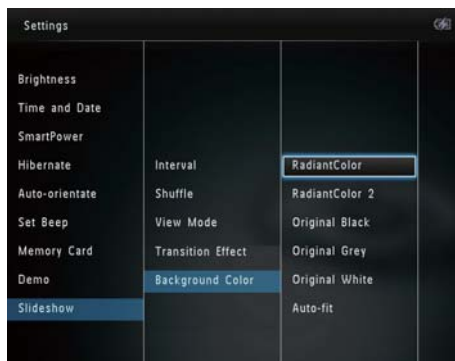 Settings
Brightness
Time and Date
SmartPower
Hibernate
Auto-orientate
Set Beep
Memory Card
Demo
Slideshow
Interval
Shuffle
View Mode
Transition Effect
Background Color
RadiantColor
RadiantColor 2
Original Black
Original Grey
Original White
Auto-fit